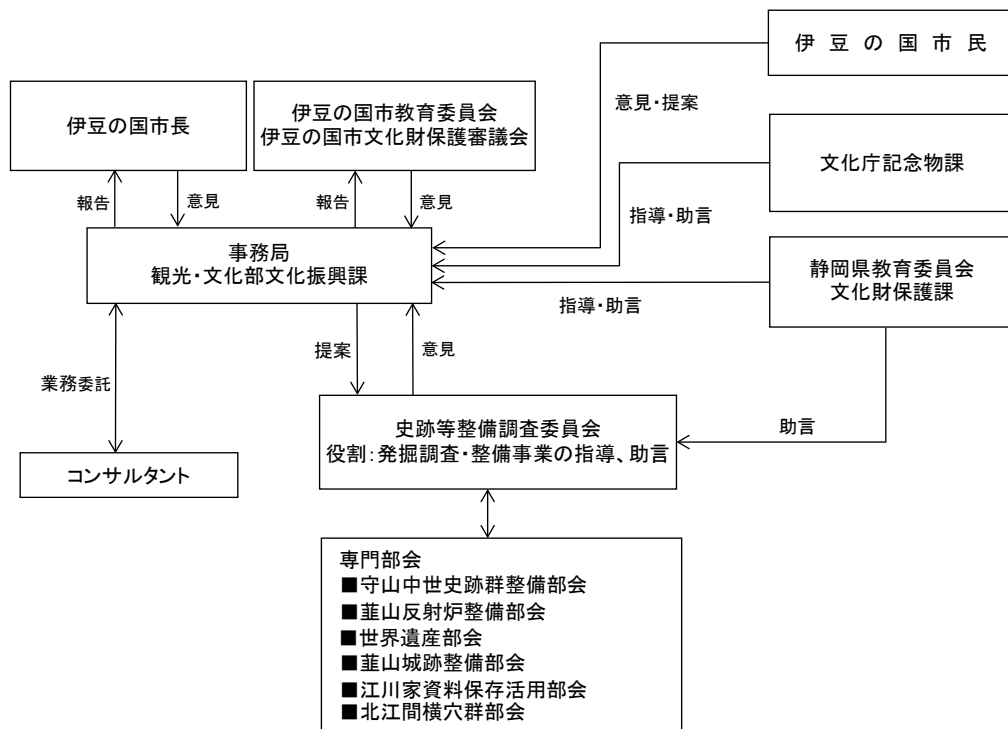 伊豆の国市民
伊豆の国市長
伊豆の国市教育委員会
伊豆の国市文化財保護審議会
意見・提案
文化庁記念物課
報告
意見
報告
意見
指導・助言
事務局
観光・文化部文化振興課
静岡県教育委員会
文化財保護課
指導・助言
提案
意見
業務委託
史跡等整備調査委員会
役割：発掘調査・整備事業の指導、助言
助言
コンサルタント
専門部会
■守山中世史跡群整備部会
■韮山反射炉整備部会
■世界遺産部会
■韮山城跡整備部会
■江川家資料保存活用部会
■北江間横穴群部会